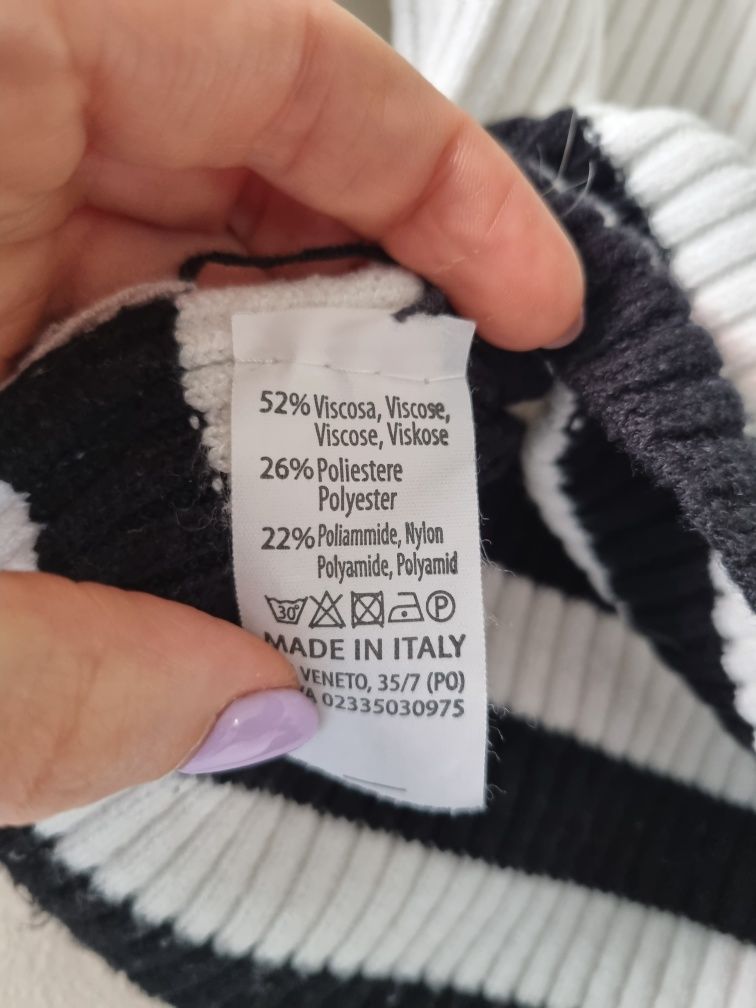 52% Viscosa, Viscose,
Viscose, Viskose
26% Poliestere
Polyester
22% Poliammide, Nylon
Polyamide, Polyamid
30° P
MADE IN ITALY
VENETO, 35/7 (PO)
02335030975